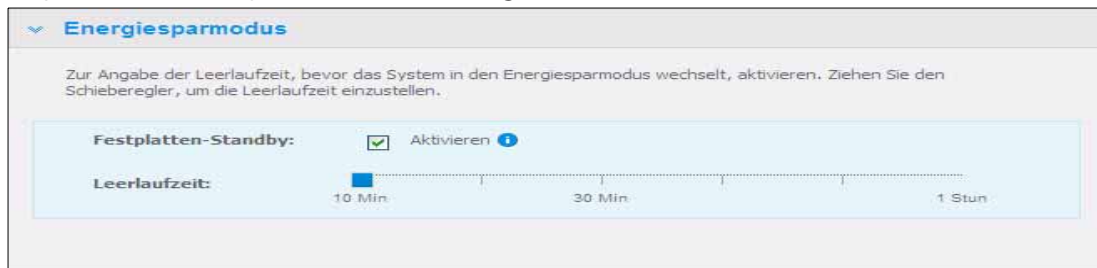 Energiesparmodus
Zur Angabe der Leerlaufzeit, bevor das System in den Energiesparmodus wechselt, aktivieren. Ziehen Sie den
Schieberegler, um die Leerlaufzeit einzustellen.
Festplatten-Standby: Aktivieren
Leerlaufzeit:
10 Min 30 Min 1 Stun